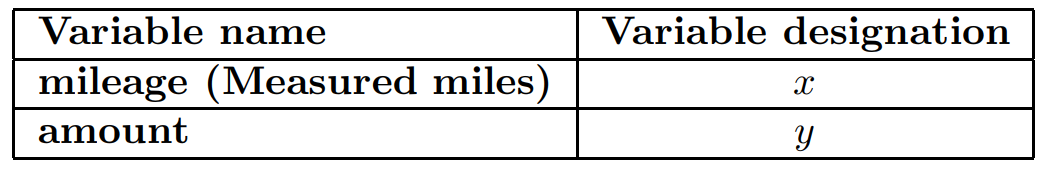 Variable name Variable designation
mileage (Measured miles) x
amount y